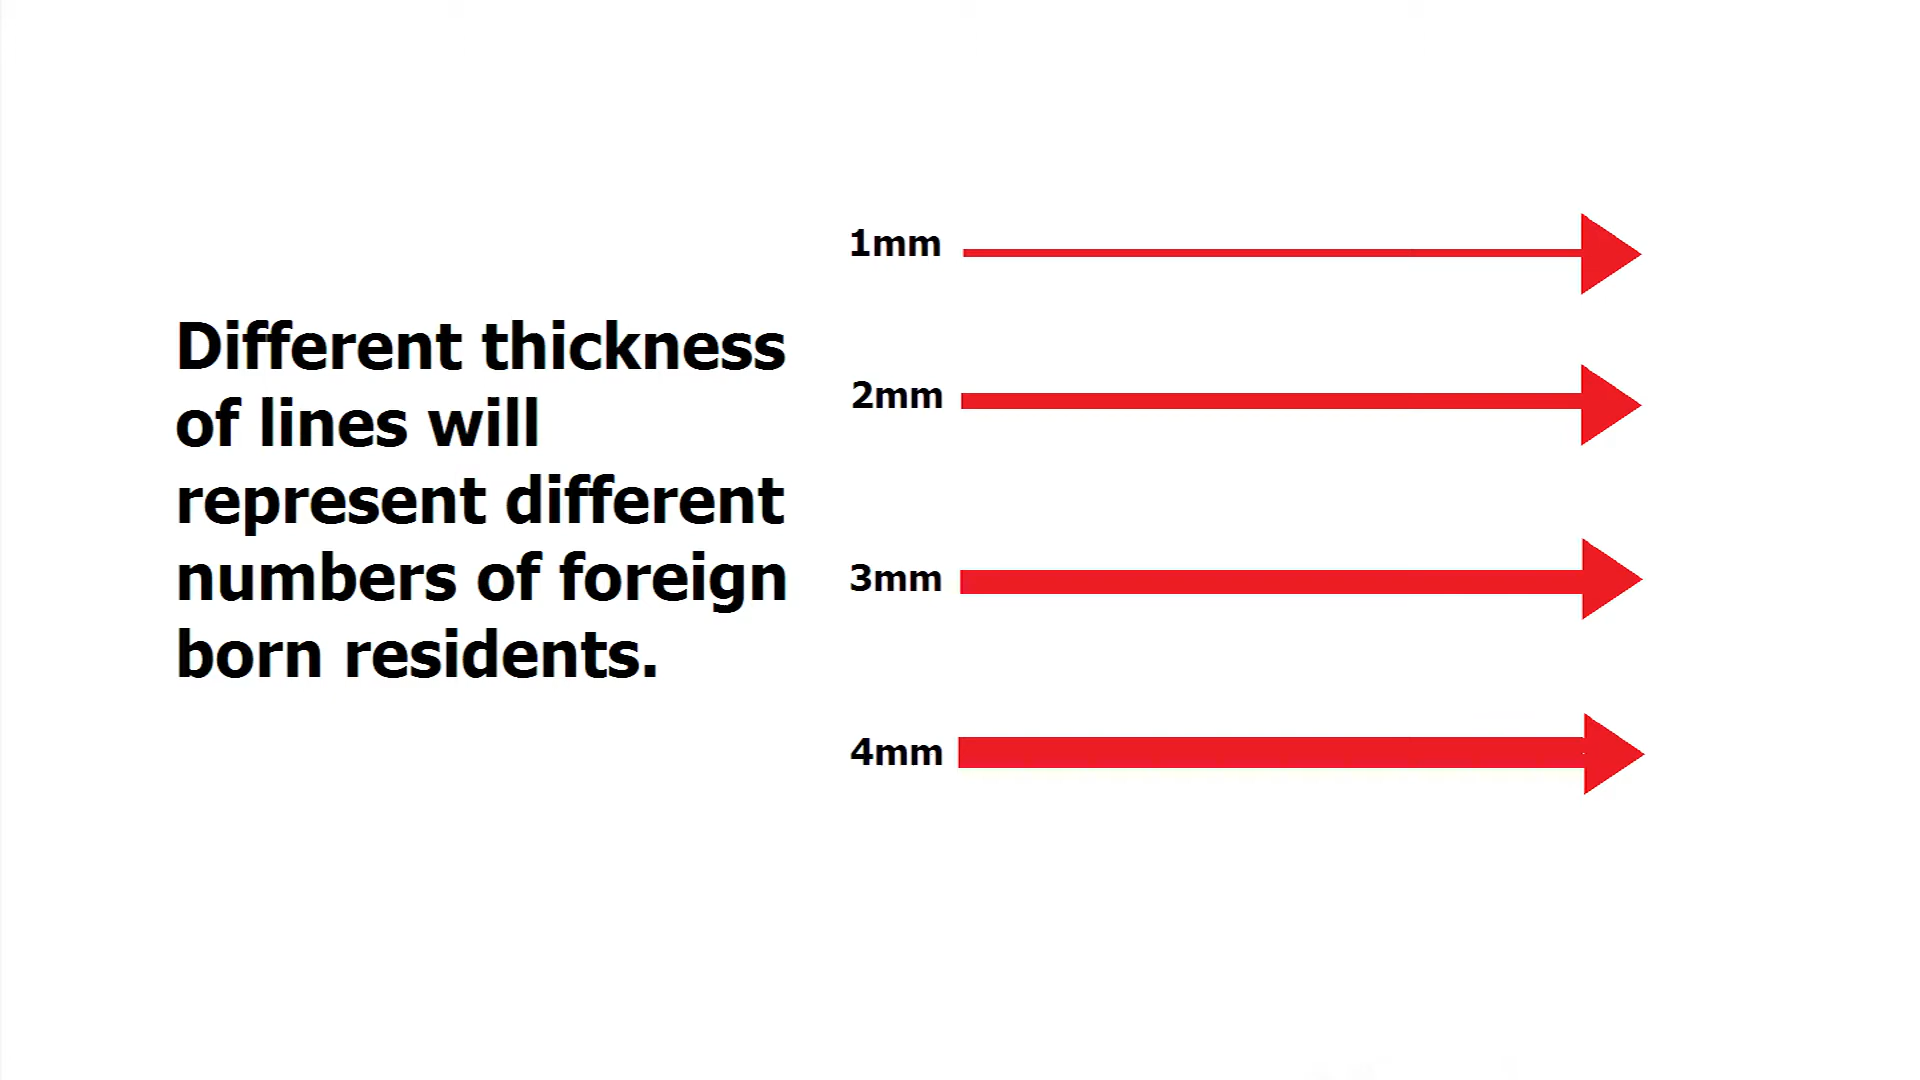 Different thickness
of lines will
represent different
numbers of foreign
born residents.
1mm
2mm
3mm
4mm